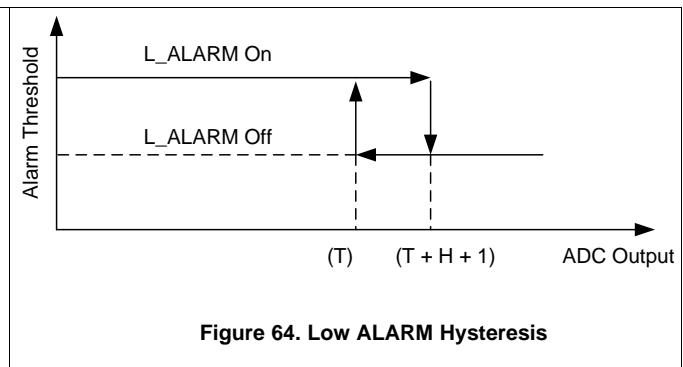 Alarm Threshold
L_ALARM On
L_ALARM Off
(T) (T + H + 1) ADC Output
Figure 64. Low ALARM Hysteresis